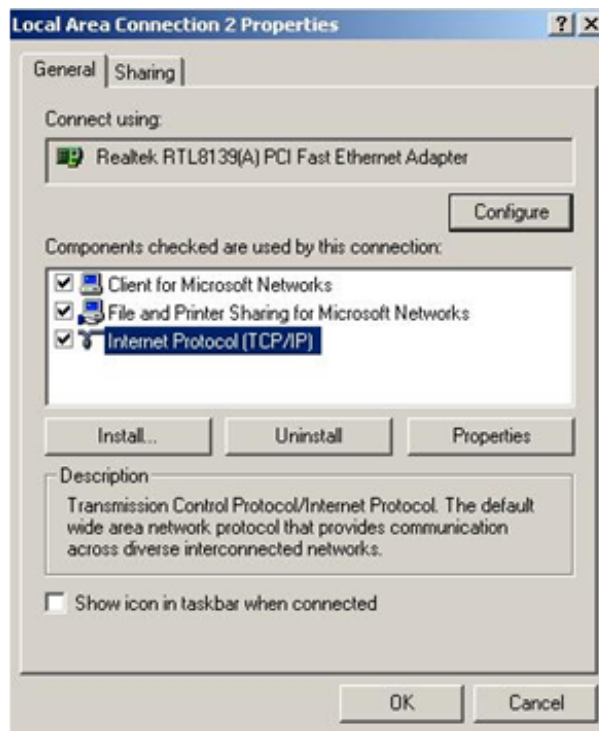 Local Area Connection 2 Properties
General
Sharing
Connect using:
Realtek RTL8139(A) PCI Fast Ethernet Adapter
Configure
Components checked are used by this connection:
Client for Microsoft Networks
File and Printer Sharing for Microsoft Networks
Internet Protocol (TCP/IP)
Install...
Uninstall
Properties
Description
Transmission Control Protocol/Internet Protocol. The default
wide area network protocol that provides communication
across diverse interconnected networks.
Show icon in taskbar when connected
OK
Cancel